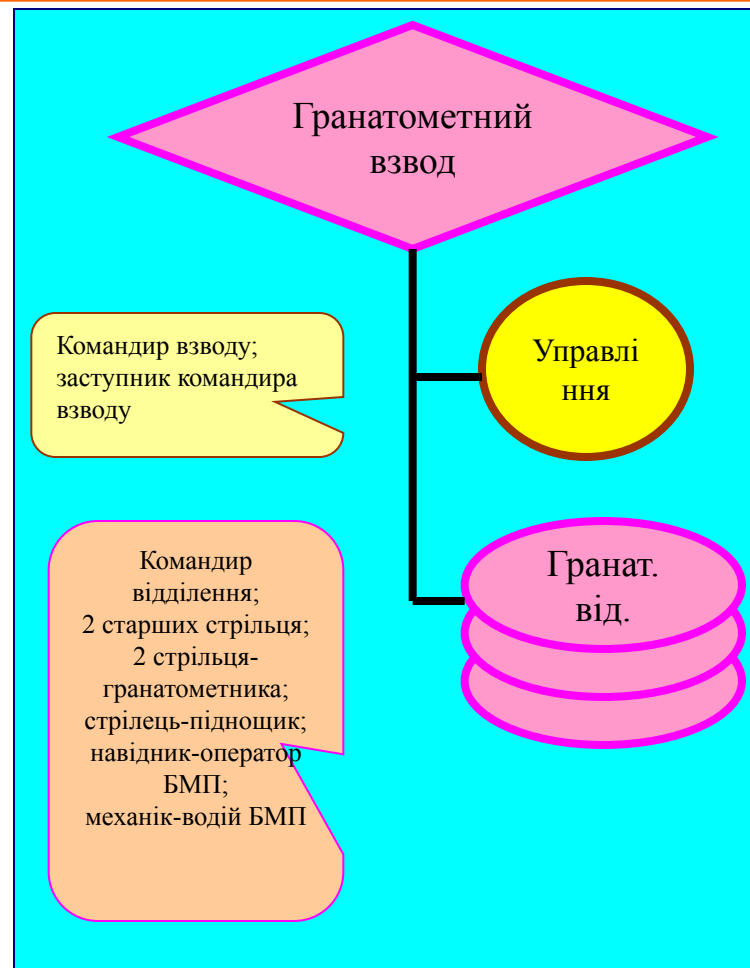 Гранатометний
взвод
Командир взводу;
заступник командира
взводу
Управлі
ння
Командир
відділення;
2 старших стрільця;
2 стрільця-
гранатометника;
стрілець-піднощик;
навідник-оператор
БМП;
механік-водій БМП
Гранат.
від.